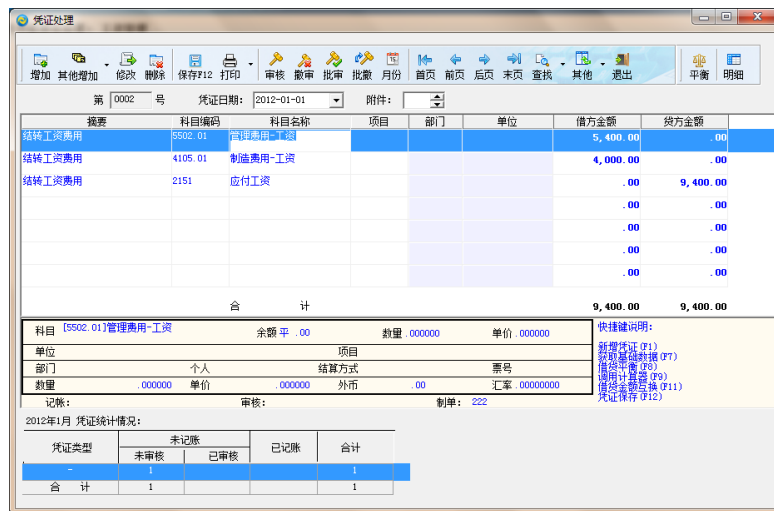 凭证处理
增加 其他增加 修改 删除 保存F12 打印 审核 撤审 批审 批撤 月份 首页 前页 后页 末页 查找 其他 退出 平衡 明细
第 0002 号 凭证日期: 2012-01-01 附件:
摘要 科目编码 科目名称 项目 部门 单位 借方金额 贷方金额
结转工资费用 5502.01 管理费用-工资 5,400.00 .00
结转工资费用 4105.01 制造费用-工资 4,000.00 .00
结转工资费用 2151 应付工资 .00 9,400.00
.00 .00
.00 .00
.00 .00
.00 .00
合 计 9,400.00 9,400.00
科目 [5502.01]管理费用-工资 余额 平 .00 数量 .000000 单价 .000000
单位 项目
部门 个人 结算方式 票号
数量 .000000 单价 .000000 外币 .00 汇率 .00000000
记帐: 审核: 制单: 222
快捷键说明:
新增凭证(F1)
获取基础数据(F7)
借贷平衡(F8)
调用计算器(F9)
借贷金额互换(F11)
凭证保存(F12)
2012年1月 凭证统计情况:
凭证类型 未记账 已记账 合计
未审核 已审核
- 1 1
合 计 1 1